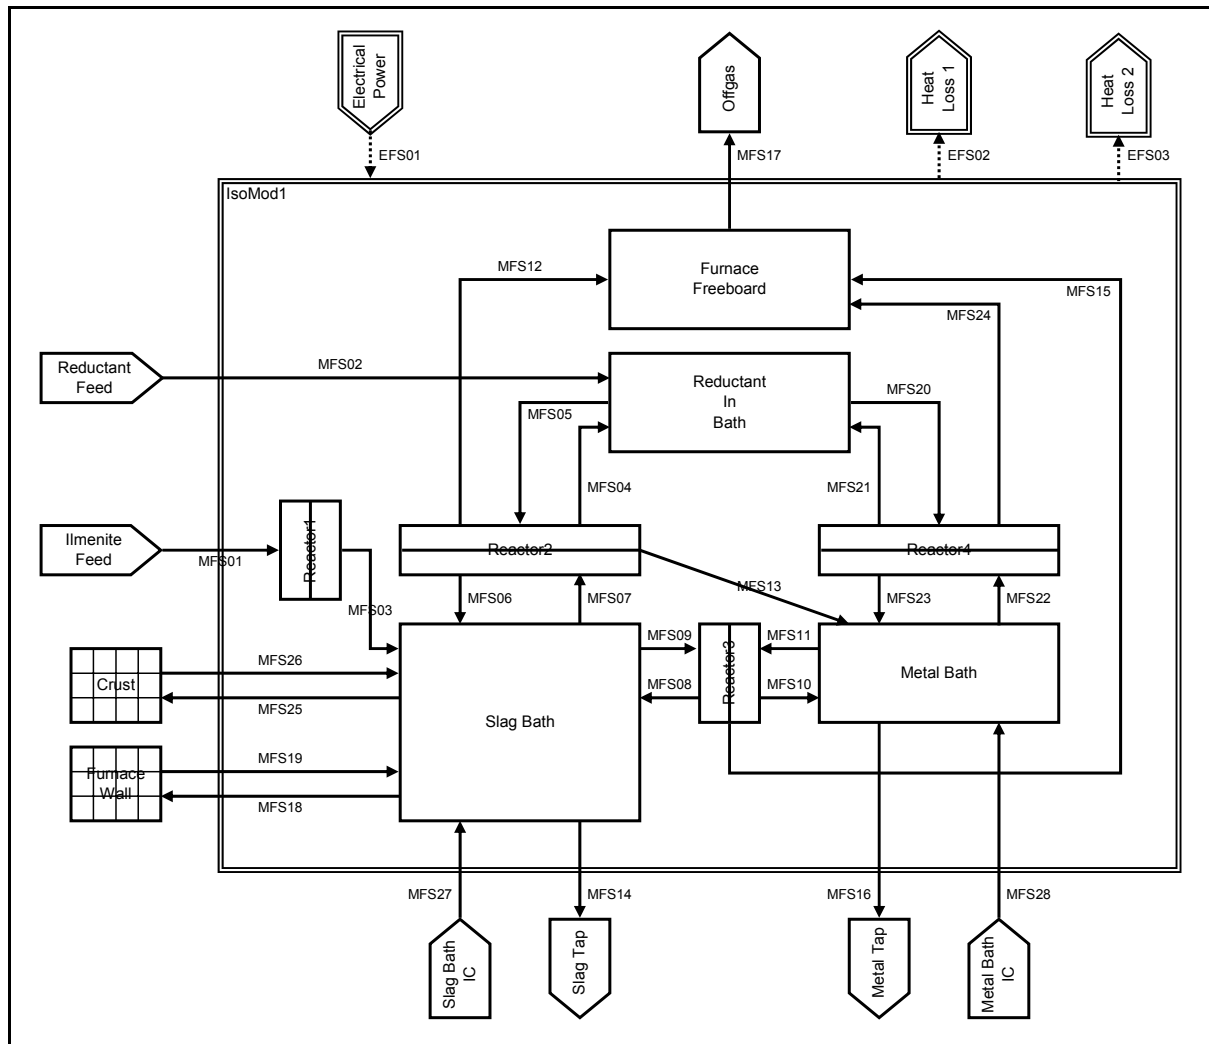 Electrical
Power
Offgas
Heat
Loss 1
Heat
Loss 2
EFS01
MFS17
EFS02
EFS03
IsoMod1
MFS12
Furnace
Freeboard
MFS15
MFS24
Reductant
Feed
MFS02
Reductant
In
Bath
MFS05
MFS20
MFS04
MFS21
Ilmenite
Feed
MFS01
Reactor1
MFS03
Reactor2
Reactor4
MFS13
MFS06
MFS07
MFS23
MFS22
Crust
MFS26
MFS25
MFS09
MFS11
Reactor3
MFS08
MFS10
Slag Bath
Metal Bath
Furnace
Wall
MFS19
MFS18
MFS27
MFS14
MFS16
MFS28
Slag Bath
IC
Slag Tap
Metal Tap
Metal Bath
IC